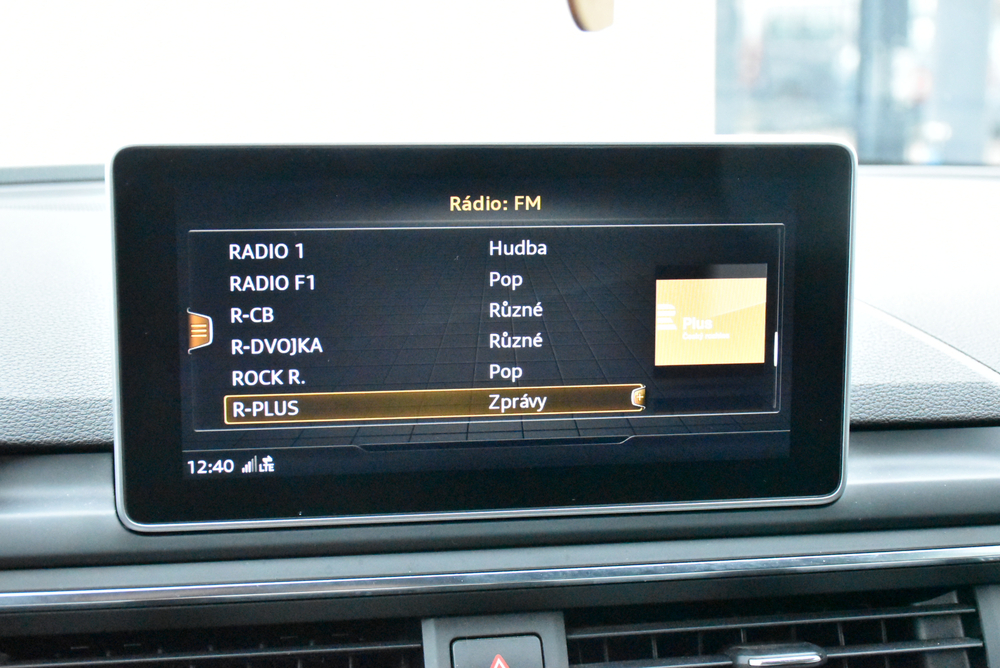 Rádio: FM
RADIO 1 Hudba
RADIO F1 Pop
R-CB Různé
R-DVOJKA Různé
ROCK R. Pop
R-PLUS Zprávy
Plus
12:40 LTE